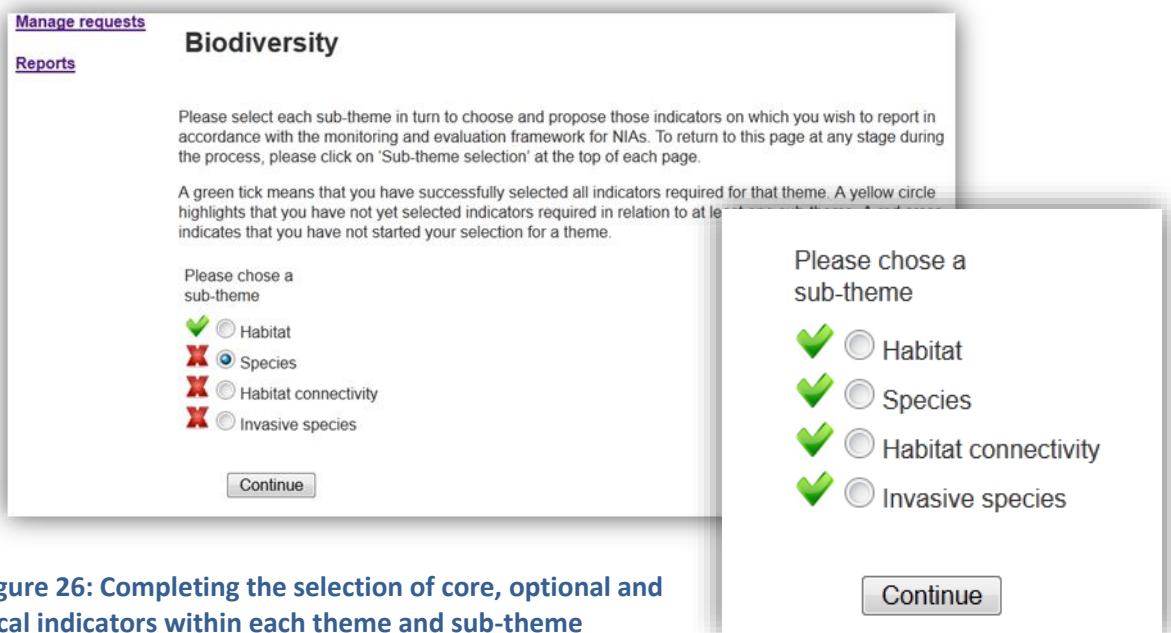 Manage requests
Reports
Biodiversity
Please select each sub-theme in turn to choose and propose those indicators on which you wish to report in
accordance with the monitoring and evaluation framework for NIAs. To return to this page at any stage during
the process, please click on 'Sub-theme selection' at the top of each page.
A green tick means that you have successfully selected all indicators required for that theme. A yellow circle
highlights that you have not yet selected indicators required in relation to at
indicates that you have not started your selection for a theme.
Please chose a
sub-theme
Habitat
Species
Habitat connectivity
Invasive species
Continue
Please chose a
sub-theme
Habitat
Species
Habitat connectivity
Invasive species
Continue
gure 26: Completing the selection of core, optional and
cal indicators within each theme and sub-theme